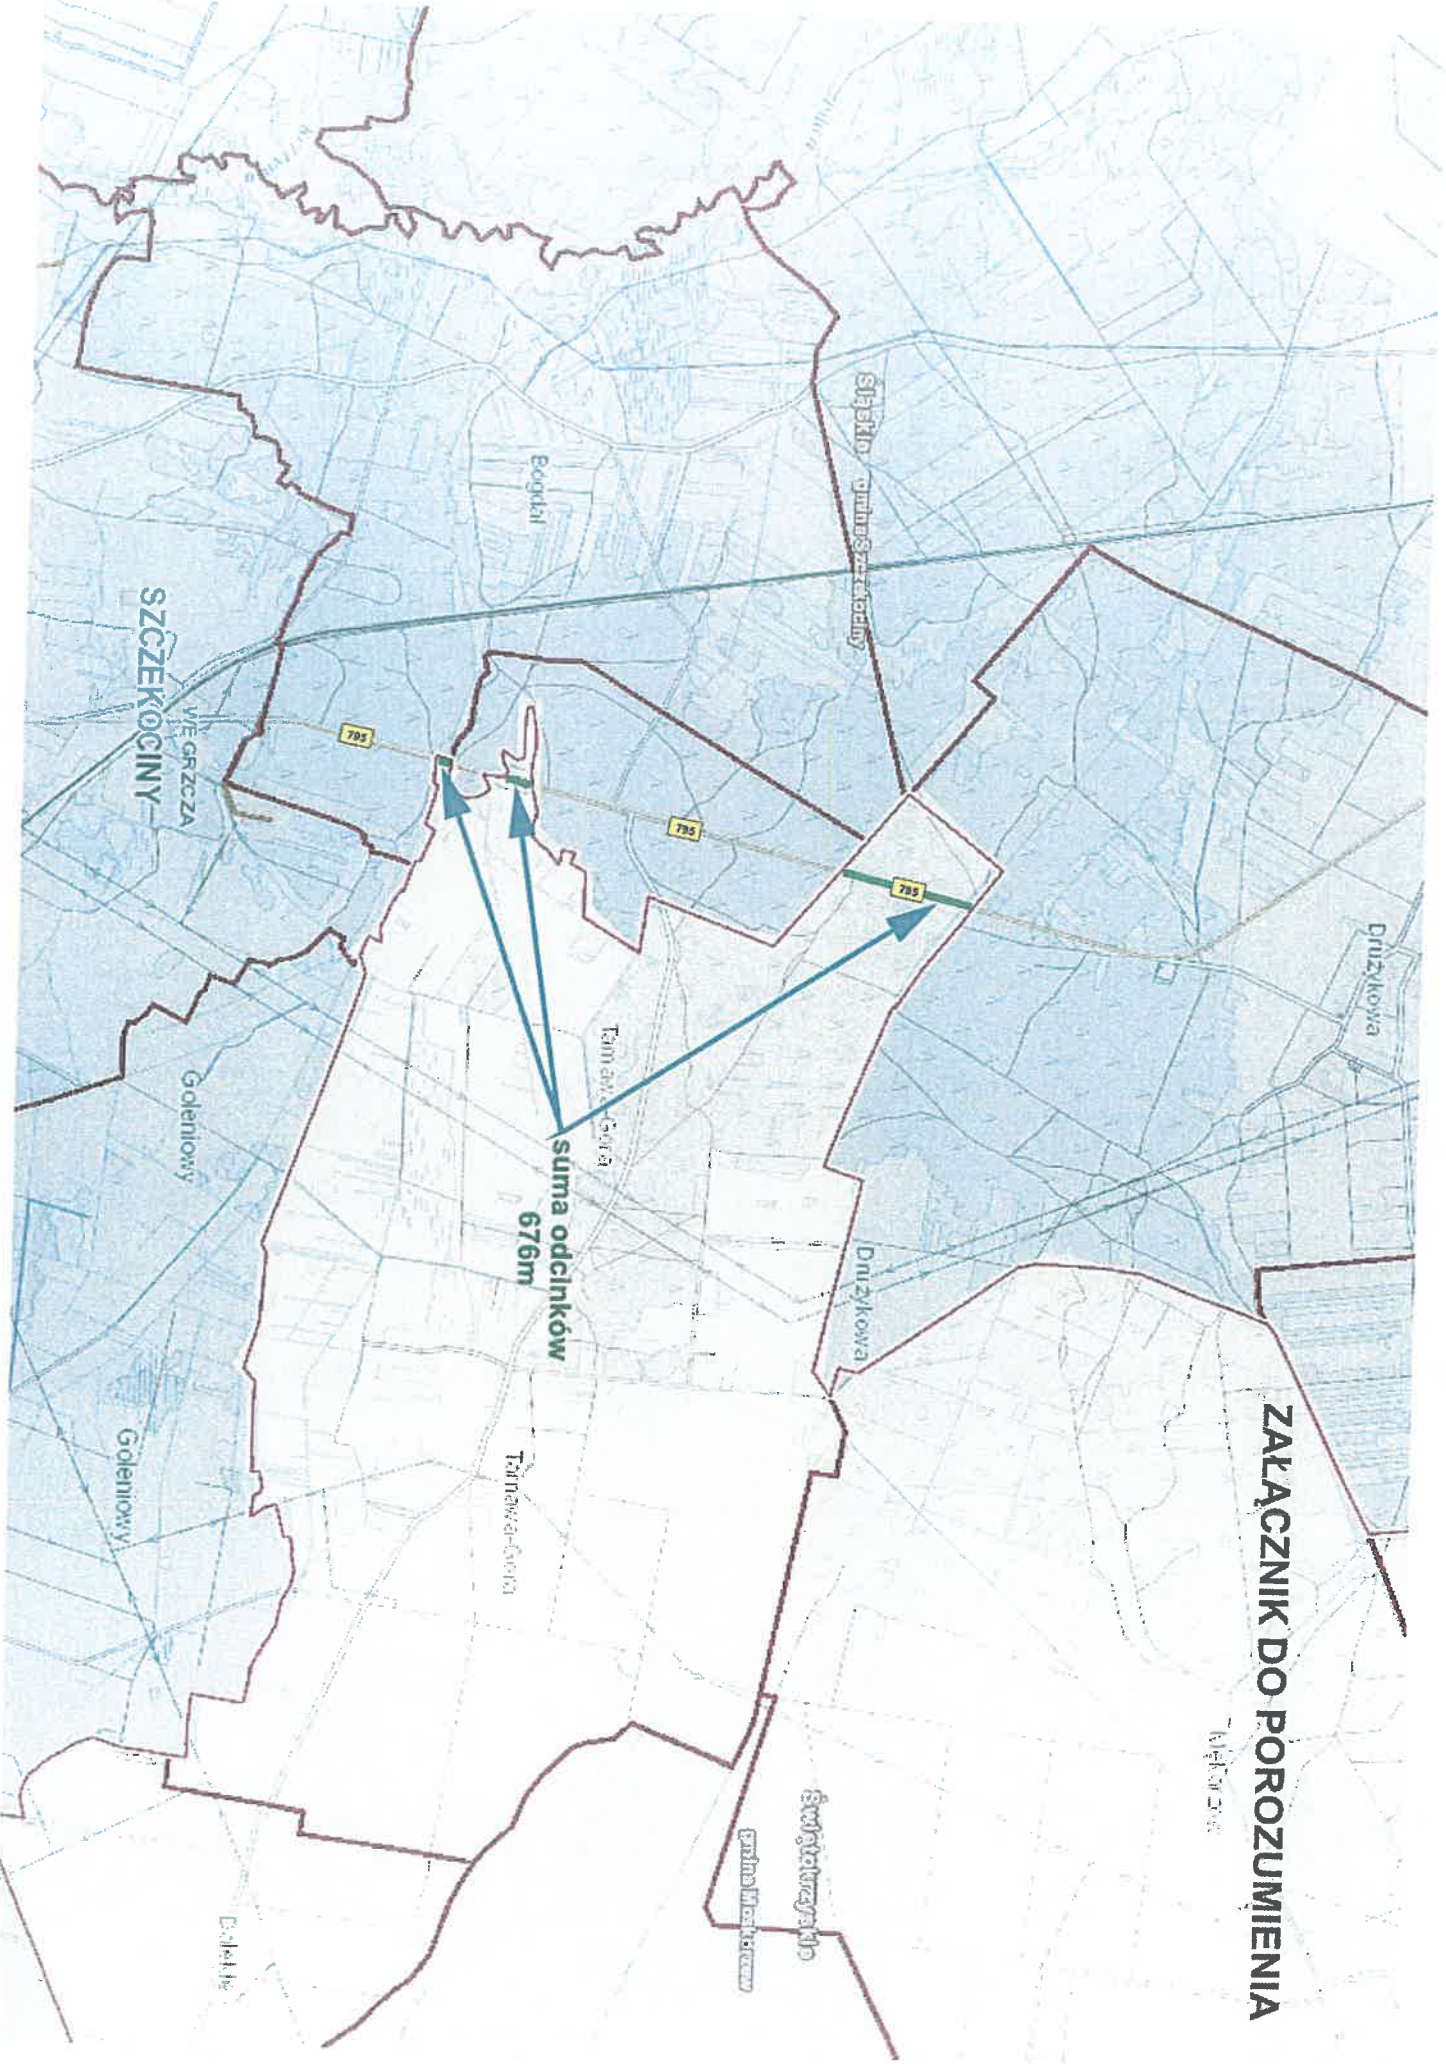 ZAŁĄCZNIK DO POROZUMIENIA
Drużykowa
Śląskie gmina Szczekociny
795
Drużykowa
Świętokrzyskie
gmina Moskorzew
795
Bogdał
Tarnawa-Góra
suma odcinków
676m
Tarnawa-Góra
795
WĘGRZCZA
SZCZEKOCINY
Goleniowy
Goleniowy